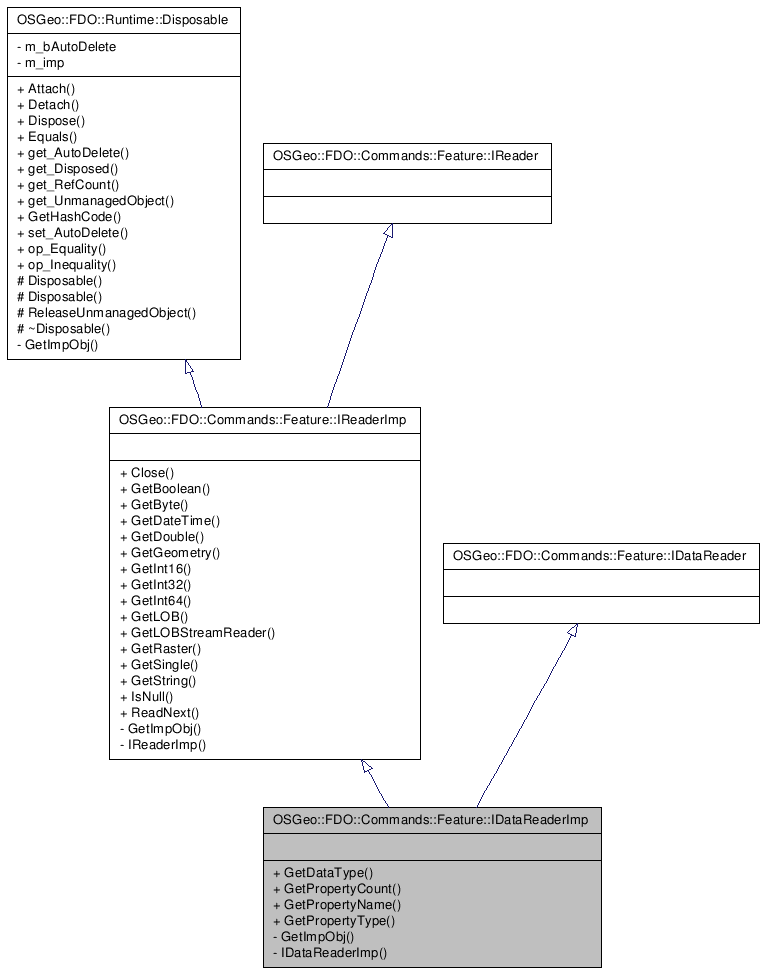 OSGeo::FDO::Runtime::Disposable
- m_bAutoDelete
- m_imp
+ Attach()
+ Detach()
+ Dispose()
+ Equals()
+ get_AutoDelete()
+ get_Disposed()
+ get_RefCount()
+ get_UnmanagedObject()
+ GetHashCode()
+ set_AutoDelete()
+ op_Equality()
+ op_Inequality()
# Disposable()
# Disposable()
# ReleaseUnmanagedObject()
# ~Disposable()
- GetImpObj()
OSGeo::FDO::Commands::Feature::IReader
OSGeo::FDO::Commands::Feature::IReaderImp
+ Close()
+ GetBoolean()
+ GetByte()
+ GetDateTime()
+ GetDouble()
+ GetGeometry()
+ GetInt16()
+ GetInt32()
+ GetInt64()
+ GetLOB()
+ GetLOBStreamReader()
+ GetRaster()
+ GetSingle()
+ GetString()
+ IsNull()
+ ReadNext()
- GetImpObj()
- IReaderImp()
OSGeo::FDO::Commands::Feature::IDataReader
OSGeo::FDO::Commands::Feature::IDataReaderImp
+ GetDataType()
+ GetPropertyCount()
+ GetPropertyName()
+ GetPropertyType()
- GetImpObj()
- IDataReaderImp()